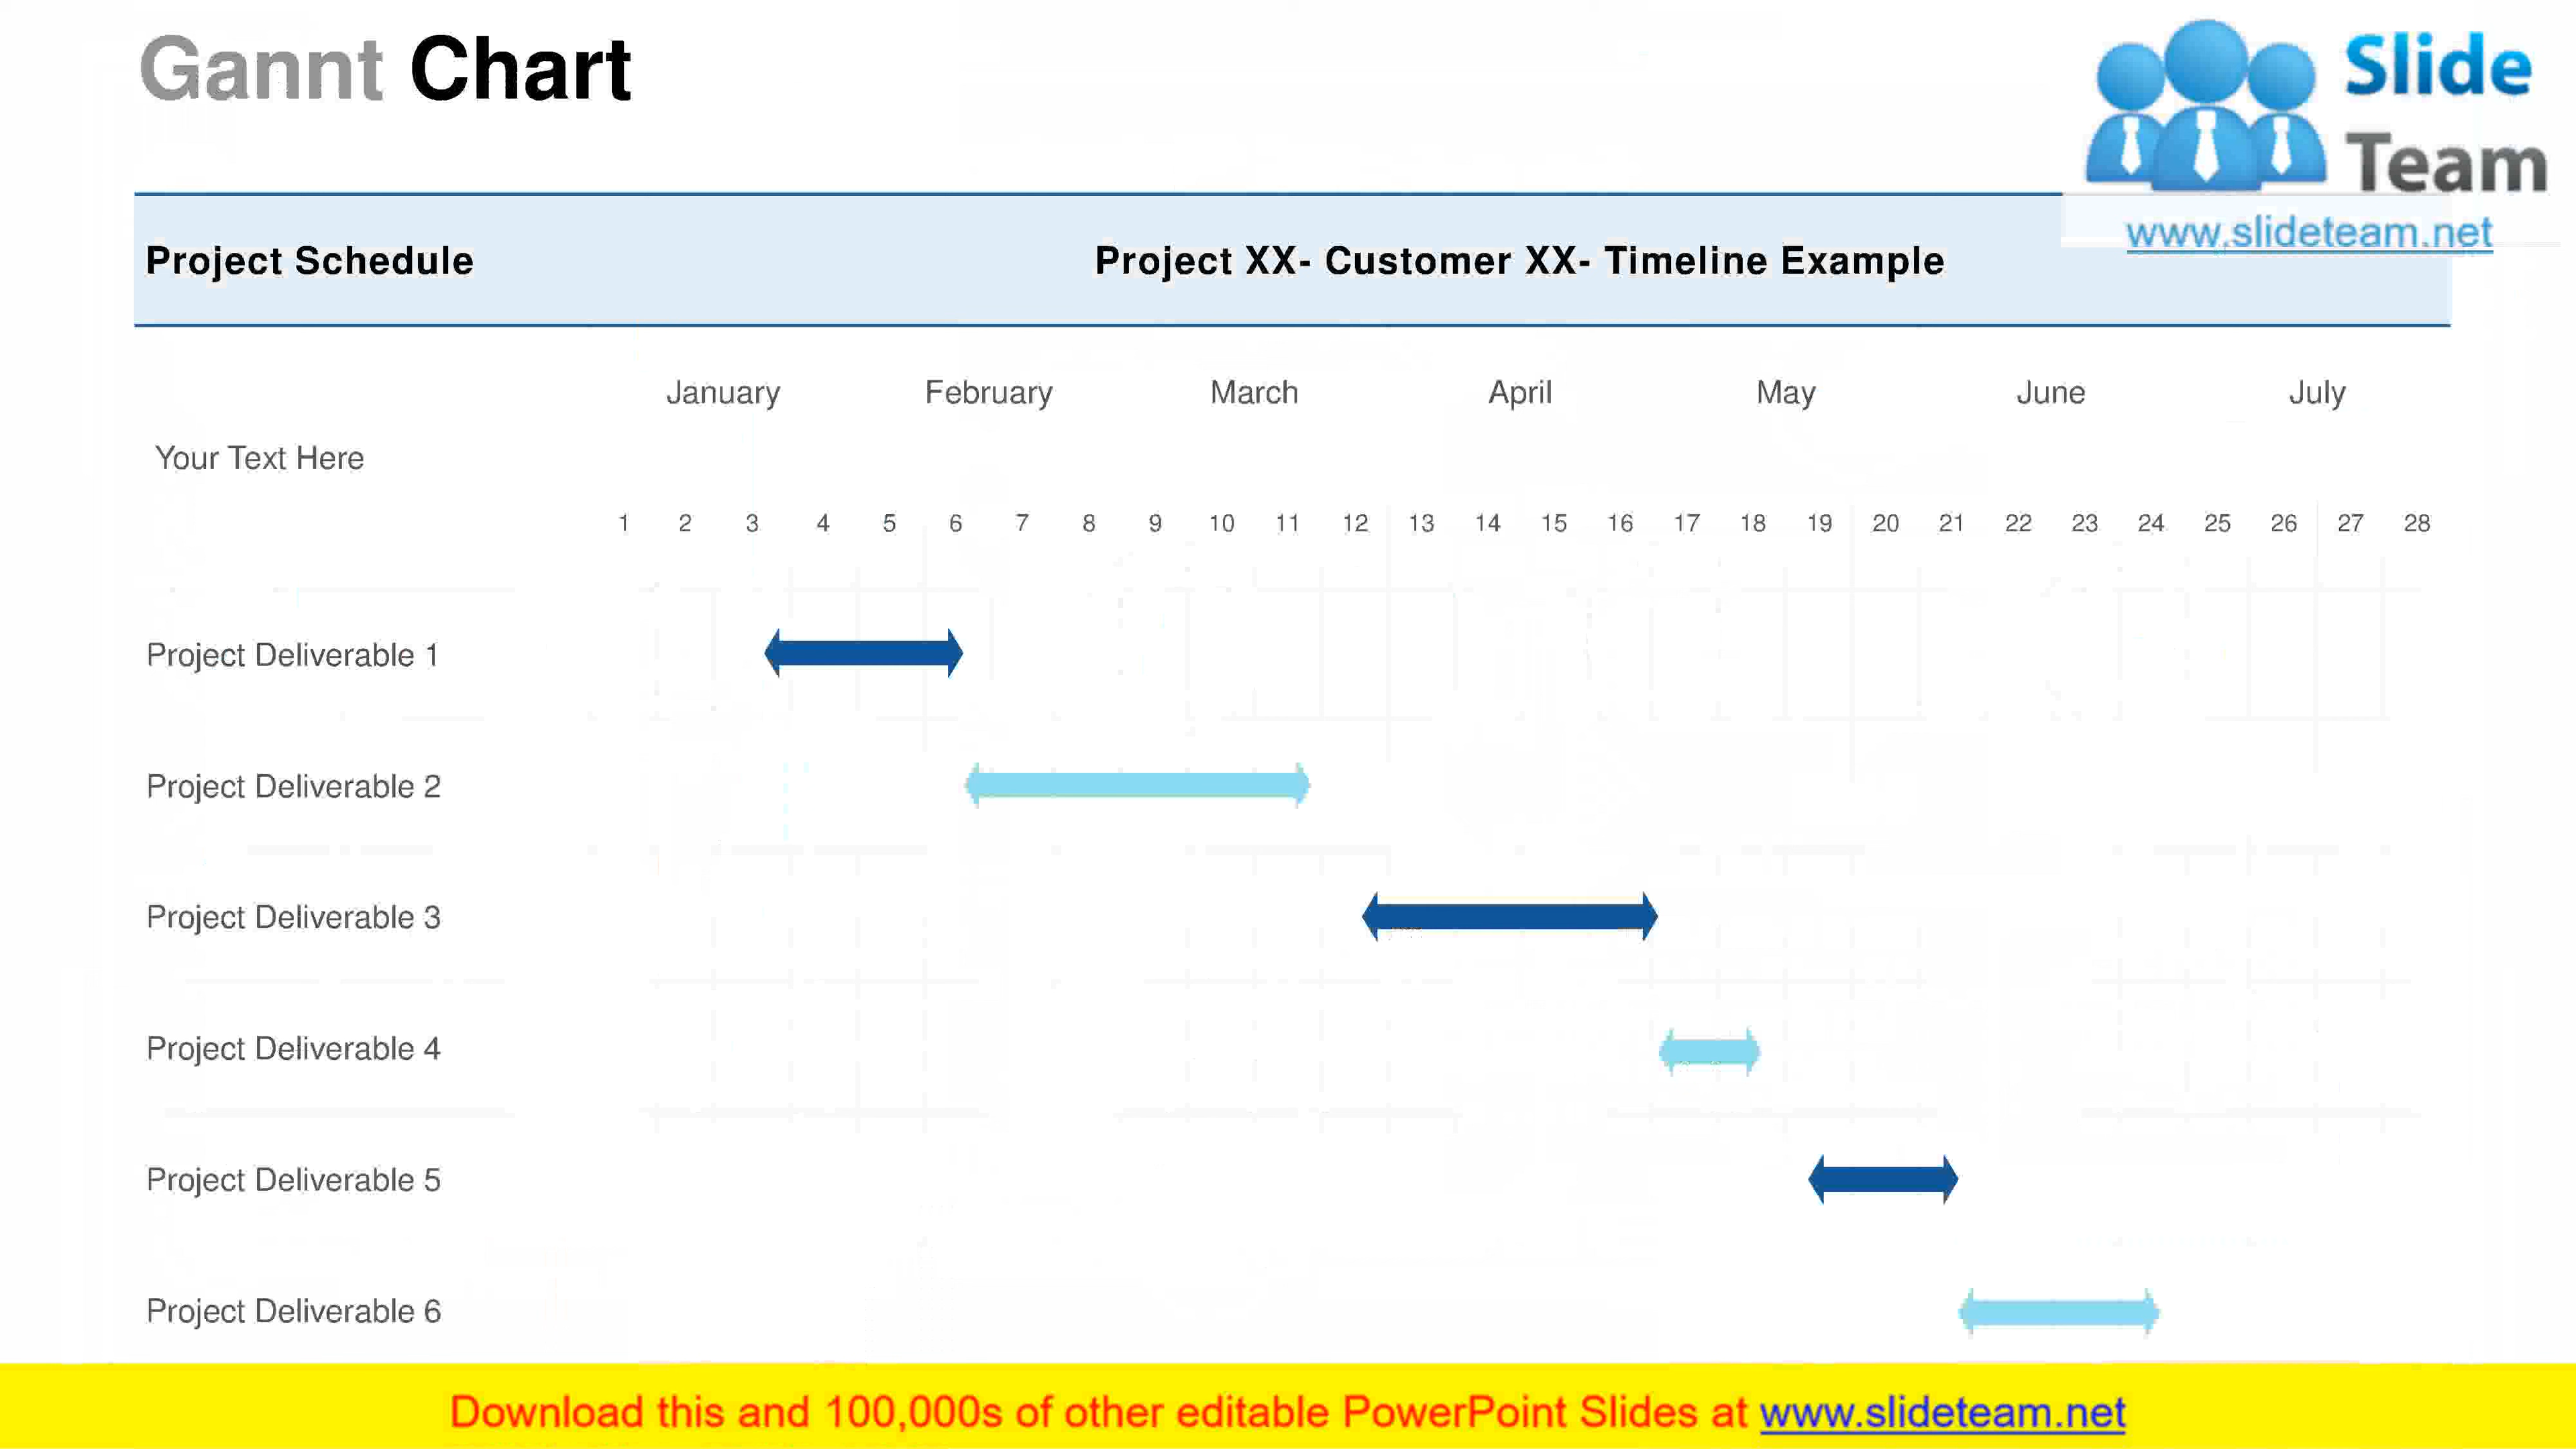 Gannt Chart
Slide
Team
www.slideteam.net
Project Schedule Project XX- Customer XX- Timeline Example
January February March April May June July
Your Text Here
1 2 3 4 5 6 7 8 9 10 11 12 13 14 15 16 17 18 19 20 21 22 23 24 25 26 27 28
Project Deliverable 1
Project Deliverable 2
Project Deliverable 3
Project Deliverable 4
Project Deliverable 5
Project Deliverable 6
Download this and 100,000s of other editable PowerPoint Slides at www.slideteam.net